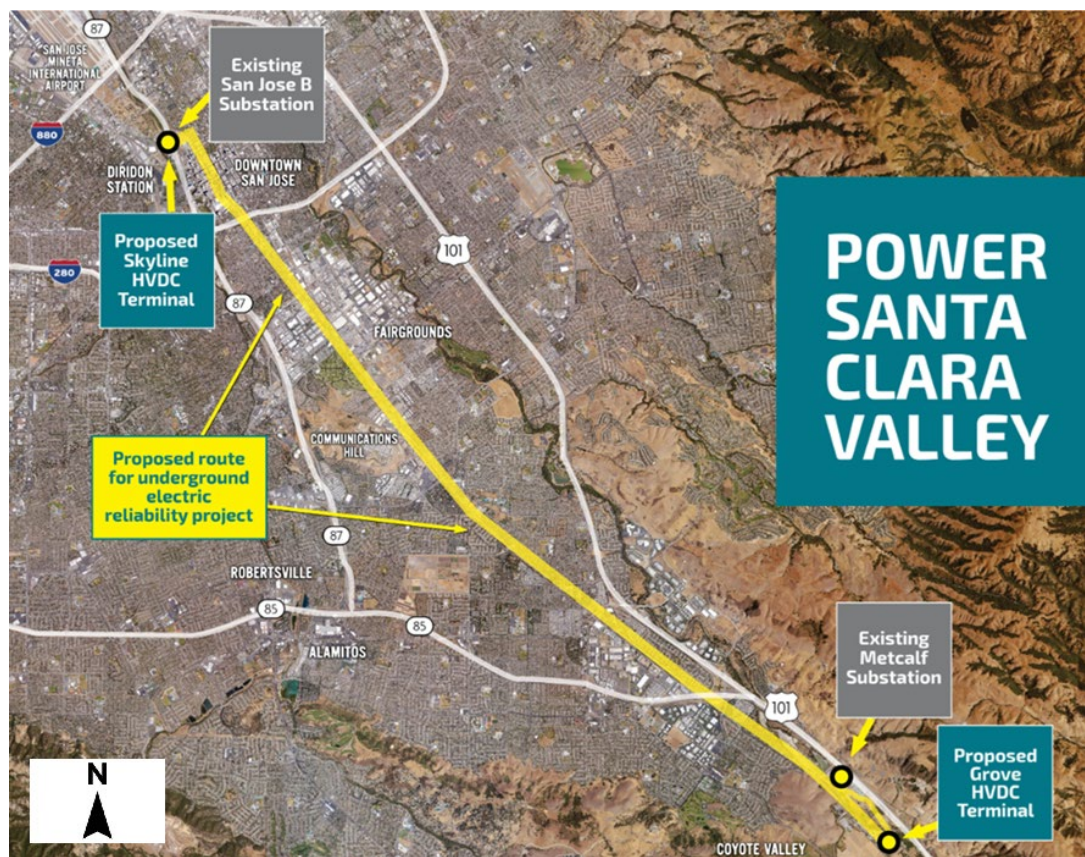 87
SAN JOSE
MINETA
INTERNATIONAL
AIRPORT
Existing
San Jose B
Substation
880
DIRIDON
STATION
DOWNTOWN
SAN JOSE
Proposed
Skyline
HVDC
Terminal
280
87
101
FAIRGROUNDS
POWER
SANTA
CLARA
VALLEY
COMMUNICATIONS
HILL
Proposed route
for underground
electric
reliability project
87
ROBERTSVILLE
85
85
ALAMITOS
Existing
Metcalf
Substation
101
Proposed
Grove
HVDC
Terminal
N
COYOTE VALLEY